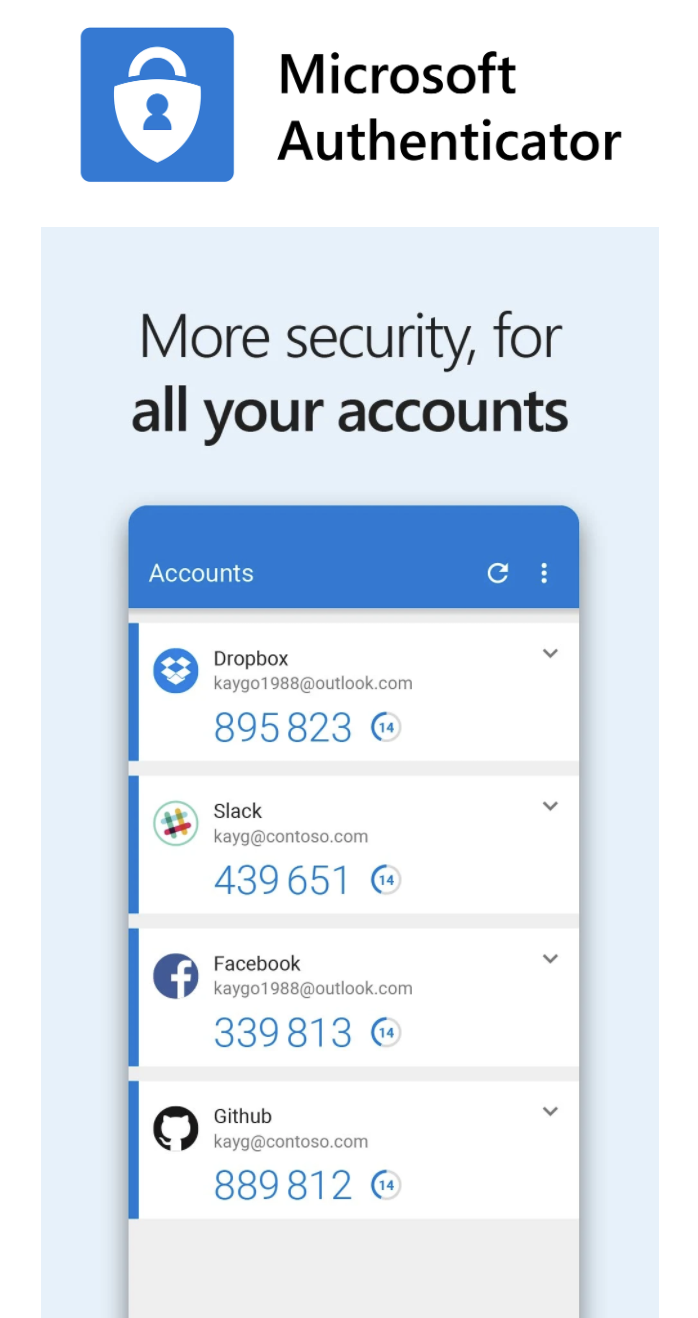 Microsoft
Authenticator
More security, for
all your accounts
Accounts
Dropbox
kaygo1988@outlook.com
895 823 14
Slack
kayg@contoso.com
439 651 14
Facebook
kaygo1988@outlook.com
339 813 14
Github
kayg@contoso.com
889 812 14